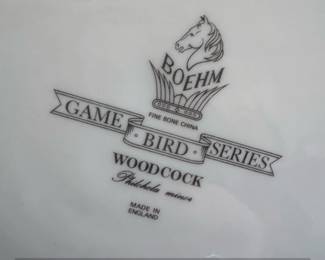 BOEHM
FINE BONE CHINA
GAME BIRD SERIES
WOODCOCK
Philohela minor
MADE IN
ENGLAND